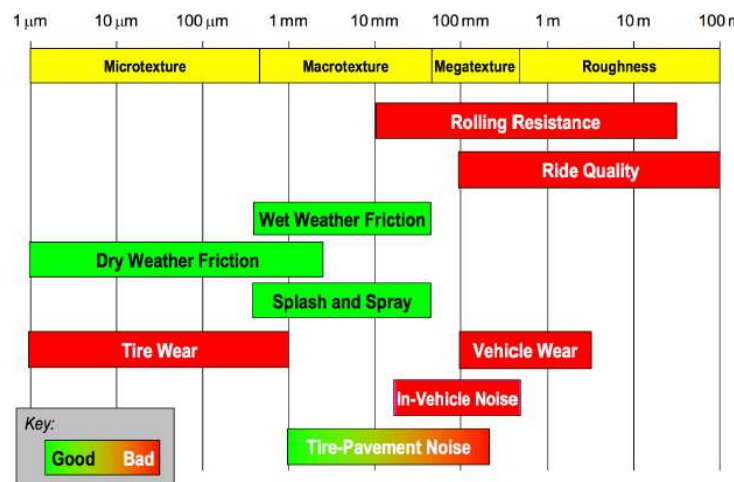 1 μm 10 μm 100 μm 1 mm 10 mm 100 mm 1 m 10 m 100 m
Microtexture Macrotexture Megatexture Roughness
Rolling Resistance
Ride Quality
Wet Weather Friction
Dry Weather Friction
Splash and Spray
Tire Wear Vehicle Wear
In-Vehicle Noise
Key:
Tire-Pavement Noise
Good Bad